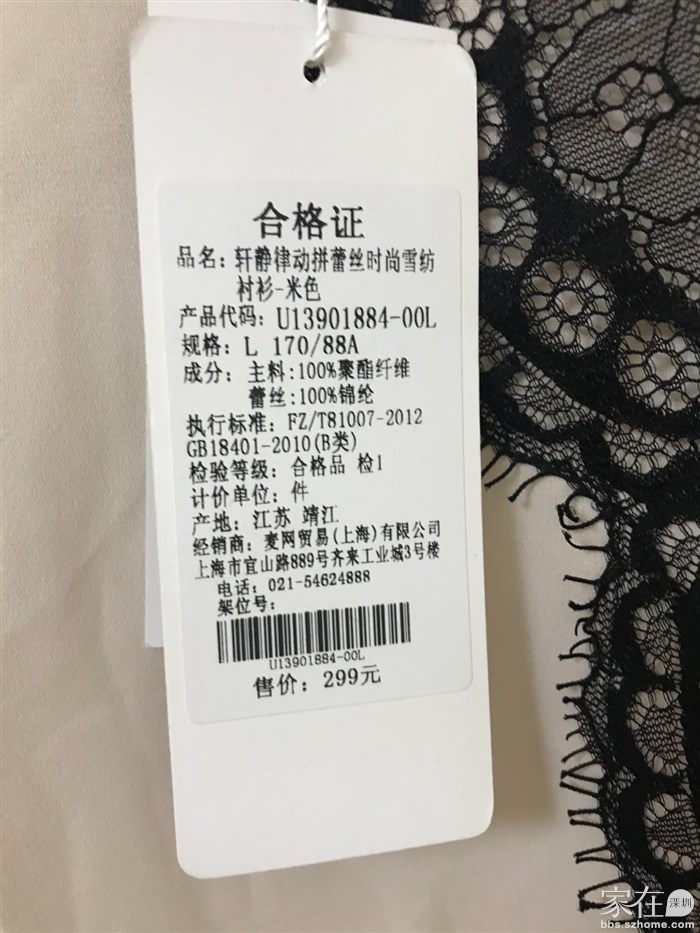 合格证
品名：轩静律动拼蕾丝时尚雪纺
衬衫-米色
产品代码：U13901884-00L
规格：L 170/88A
成分：主料:100%聚酯纤维
蕾丝:100%锦纶
执行标准：FZ/T81007-2012
GB18401-2010(B类)
检验等级：合格品 检1
计价单位：件
产地：江苏 靖江
经销商：麦网贸易(上海)有限公司
上海市宜山路889号齐来工业城3号楼
电话：021-54624888
架位号：
U13901884-00L
售价：299元
家在深圳
bbs.szhome.com